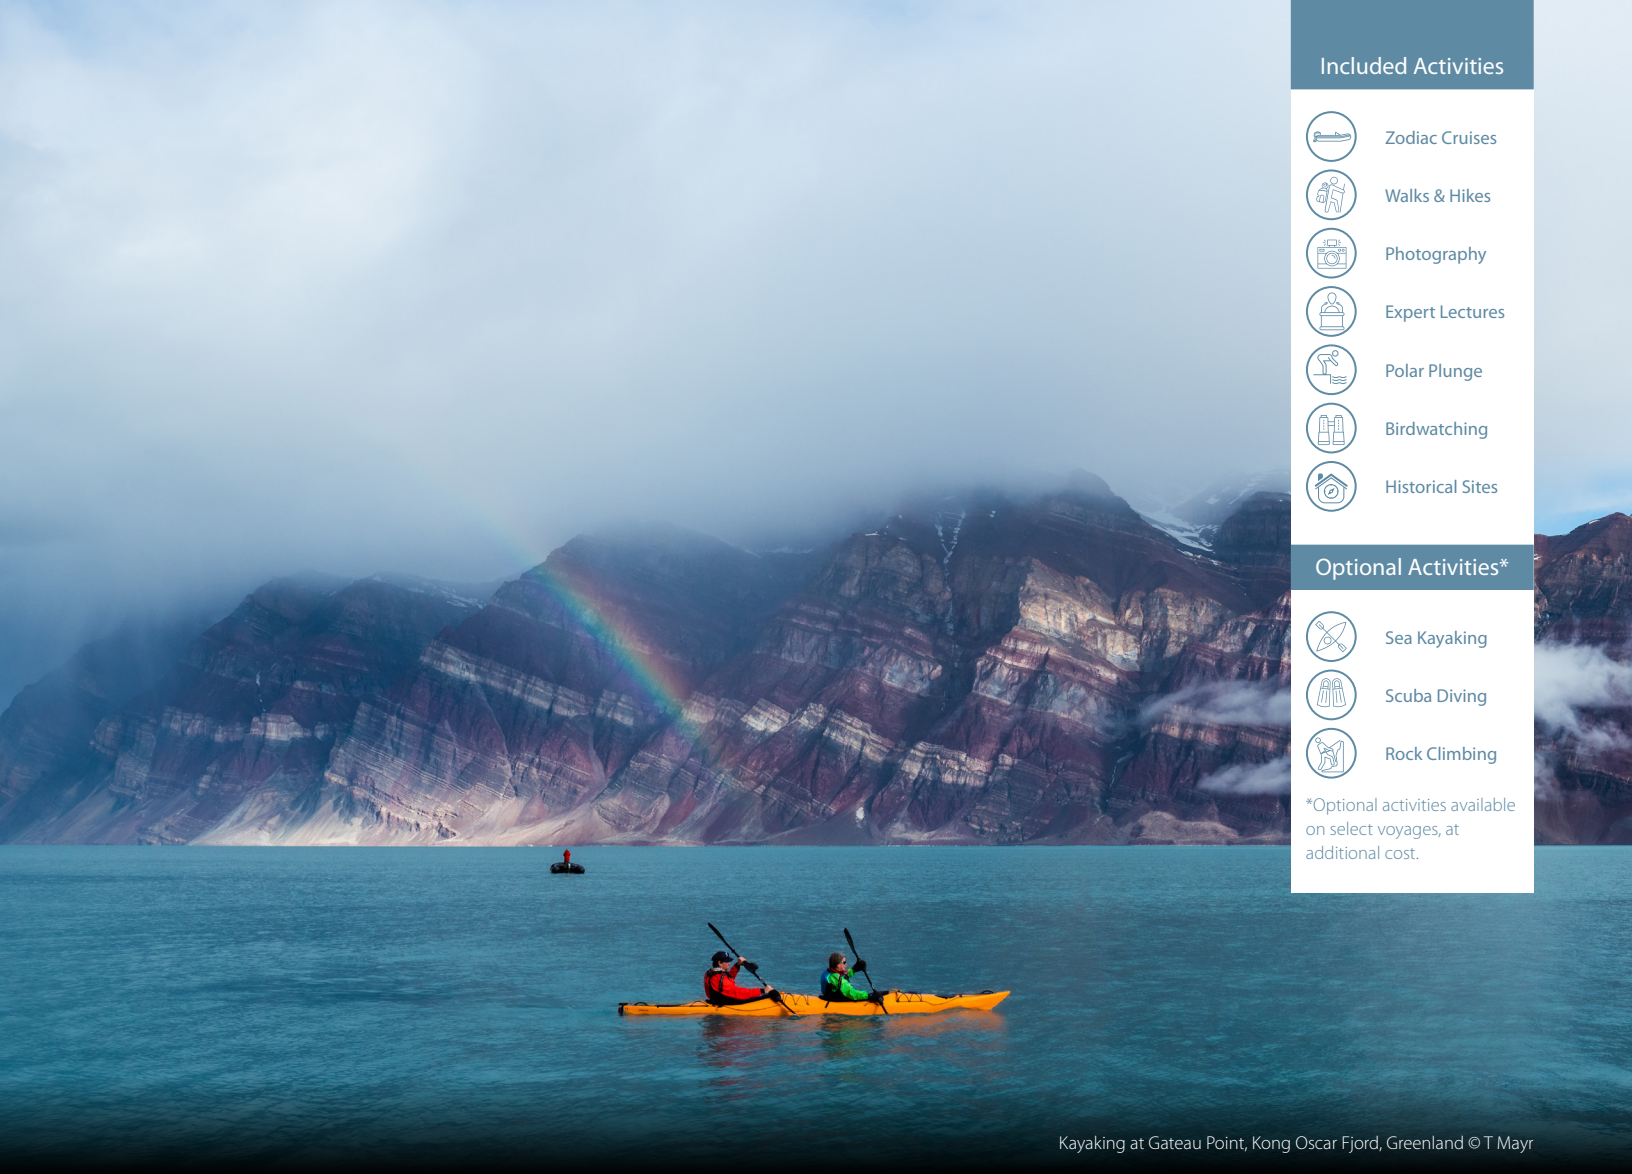 Included Activities
Zodiac Cruises
Walks & Hikes
Photography
Expert Lectures
Polar Plunge
Birdwatching
Historical Sites
Optional Activities*
Sea Kayaking
Scuba Diving
Rock Climbing
*Optional activities available
on select voyages, at
additional cost.
Kayaking at Gateau Point, Kong Oscar Fjord, Greenland © T Mayr